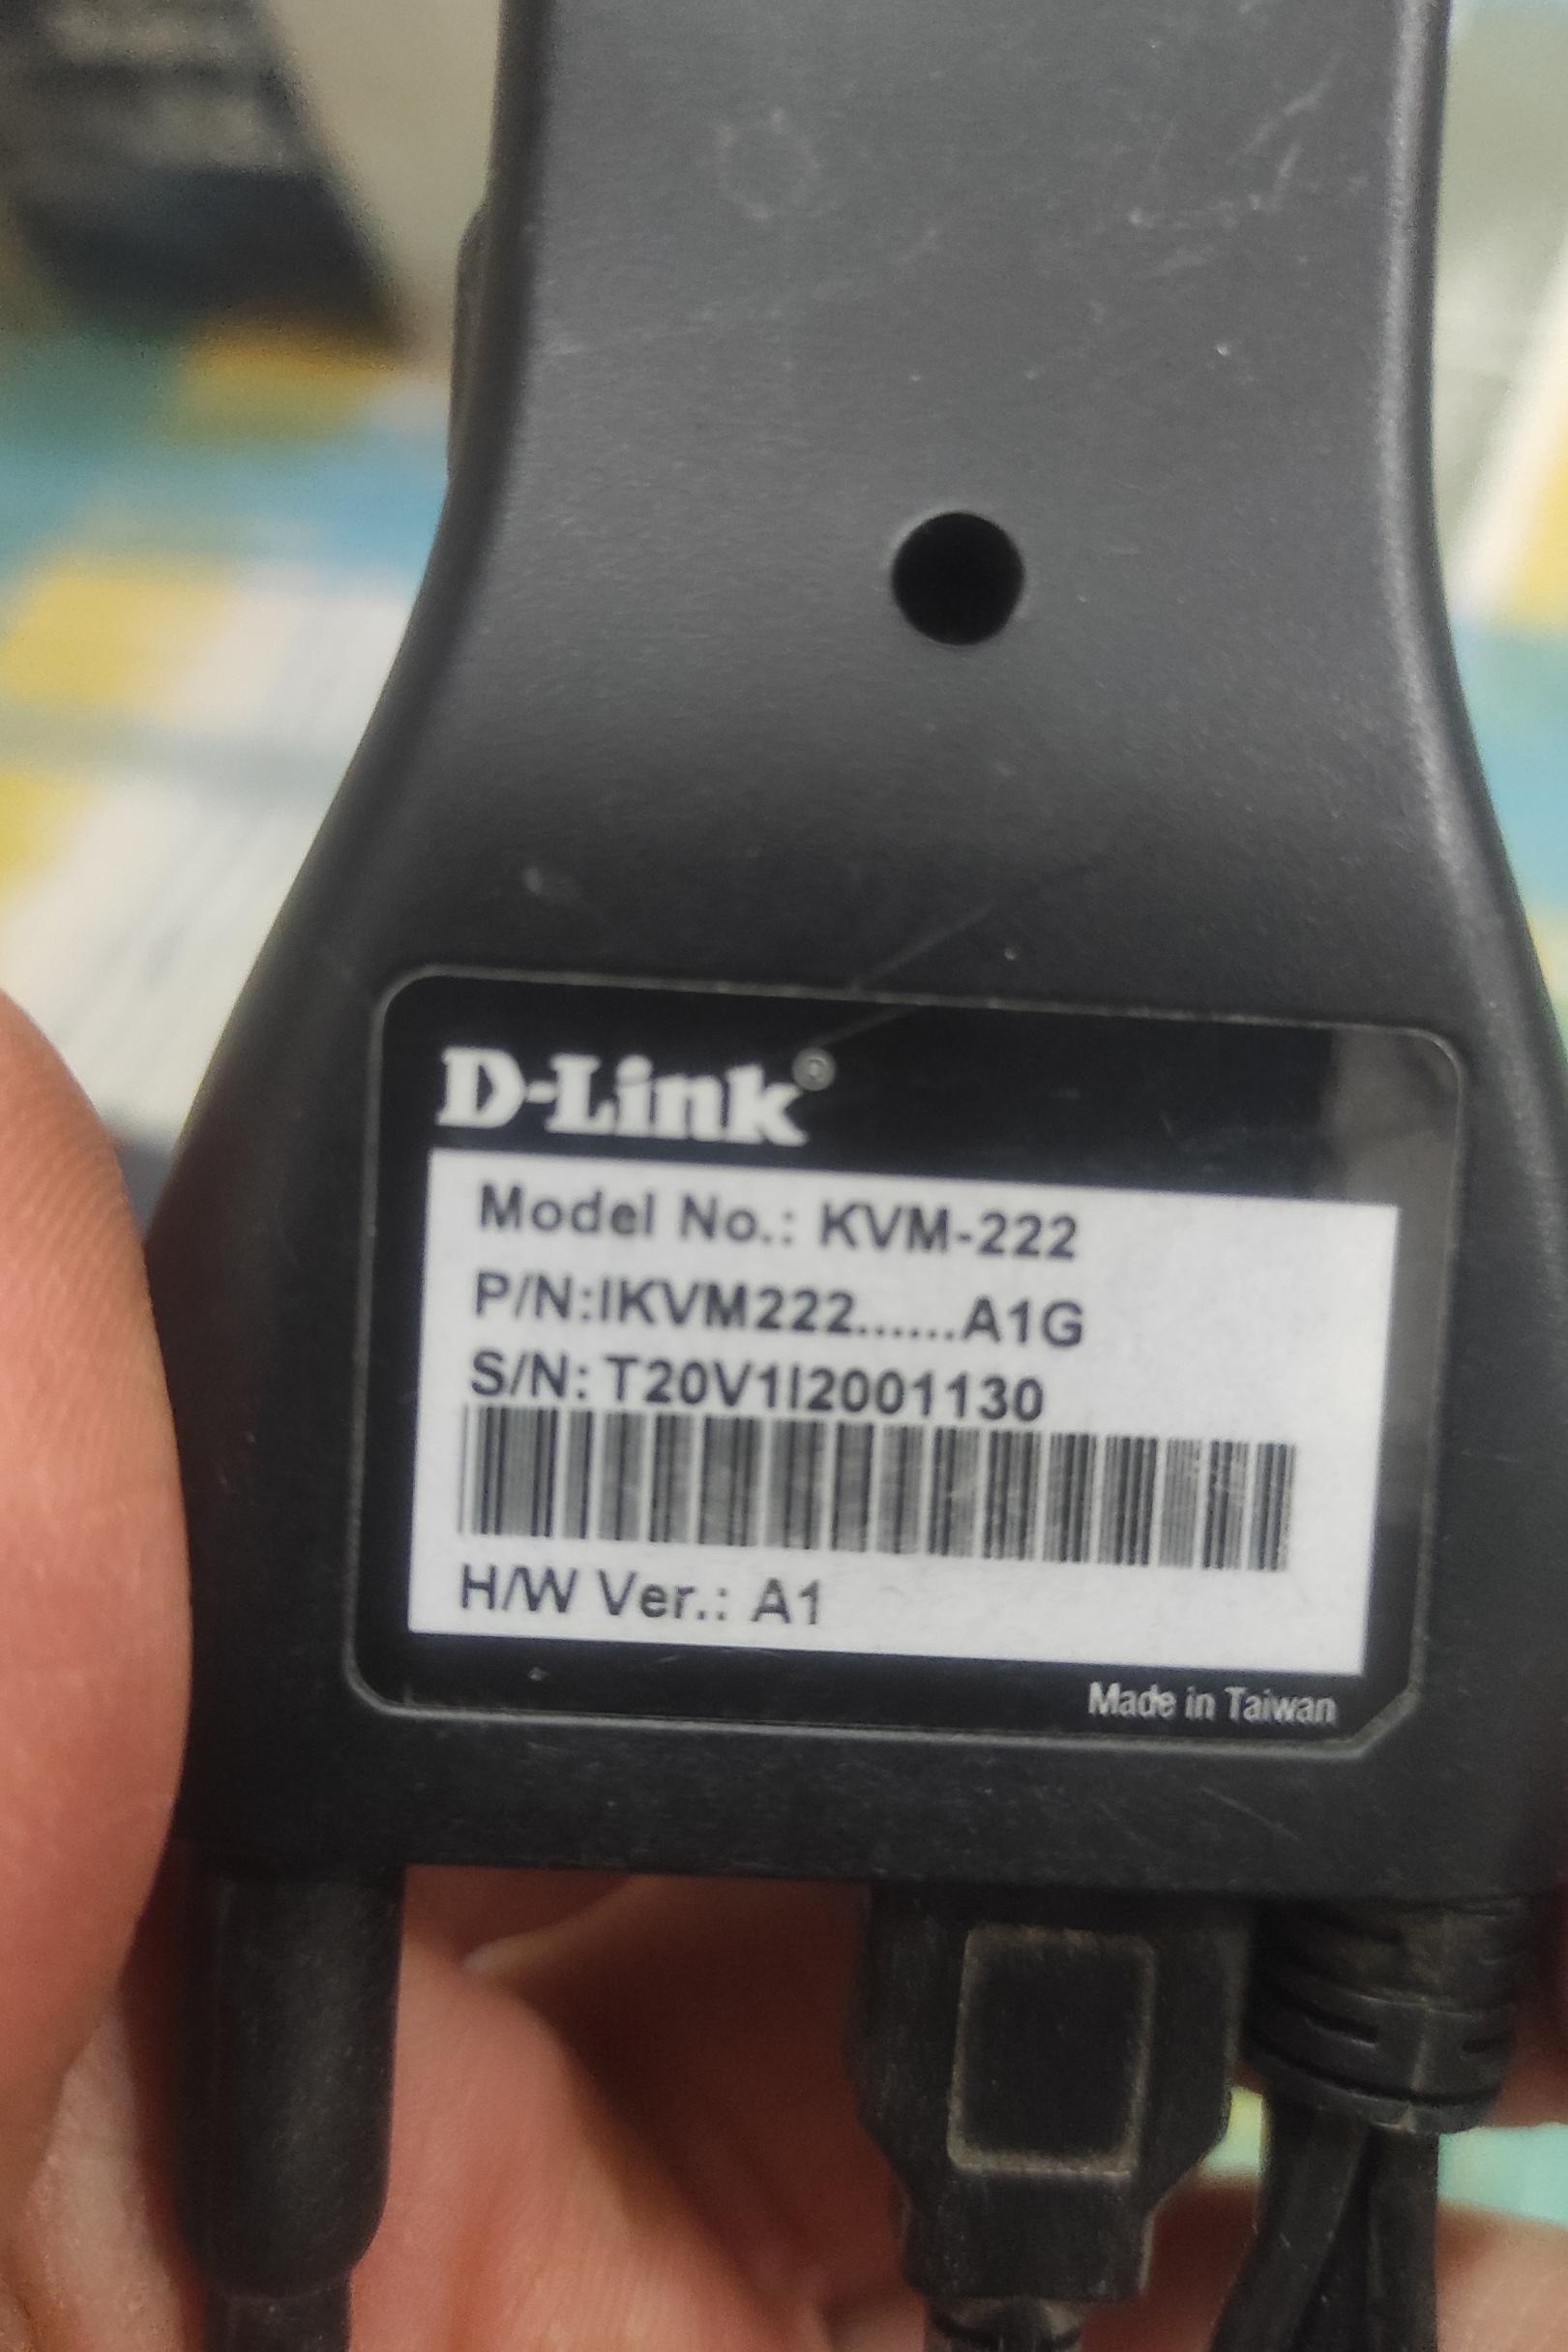 D-Link®
Model No.: KVM-222
P/N:IKVM222......A1G
S/N: T20V1I2001130
H/W Ver.: A1
Made in Taiwan